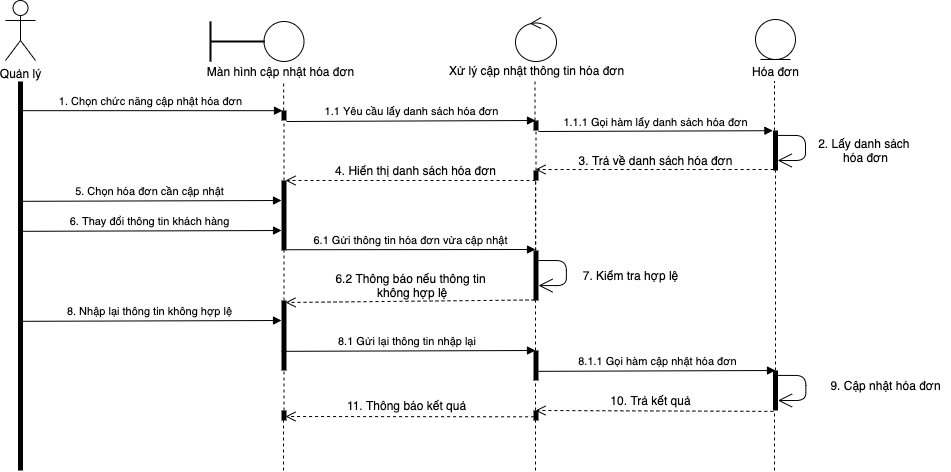 Quản lý
Màn hình cập nhật hóa đơn
Xử lý cập nhật thông tin hóa đơn
Hóa đơn
1. Chọn chức năng cập nhật hóa đơn
1.1 Yêu cầu lấy danh sách hóa đơn
1.1.1 Gọi hàm lấy danh sách hóa đơn
2. Lấy danh sách
hóa đơn
3. Trả về danh sách hóa đơn
4. Hiển thị danh sách hóa đơn
5. Chọn hóa đơn cần cập nhật
6. Thay đổi thông tin khách hàng
6.1 Gửi thông tin hóa đơn vừa cập nhật
7. Kiểm tra hợp lệ
6.2 Thông báo nếu thông tin
không hợp lệ
8. Nhập lại thông tin không hợp lệ
8.1 Gửi lại thông tin nhập lại
8.1.1 Gọi hàm cập nhật hóa đơn
9. Cập nhật hóa đơn
10. Trả kết quả
11. Thông báo kết quả